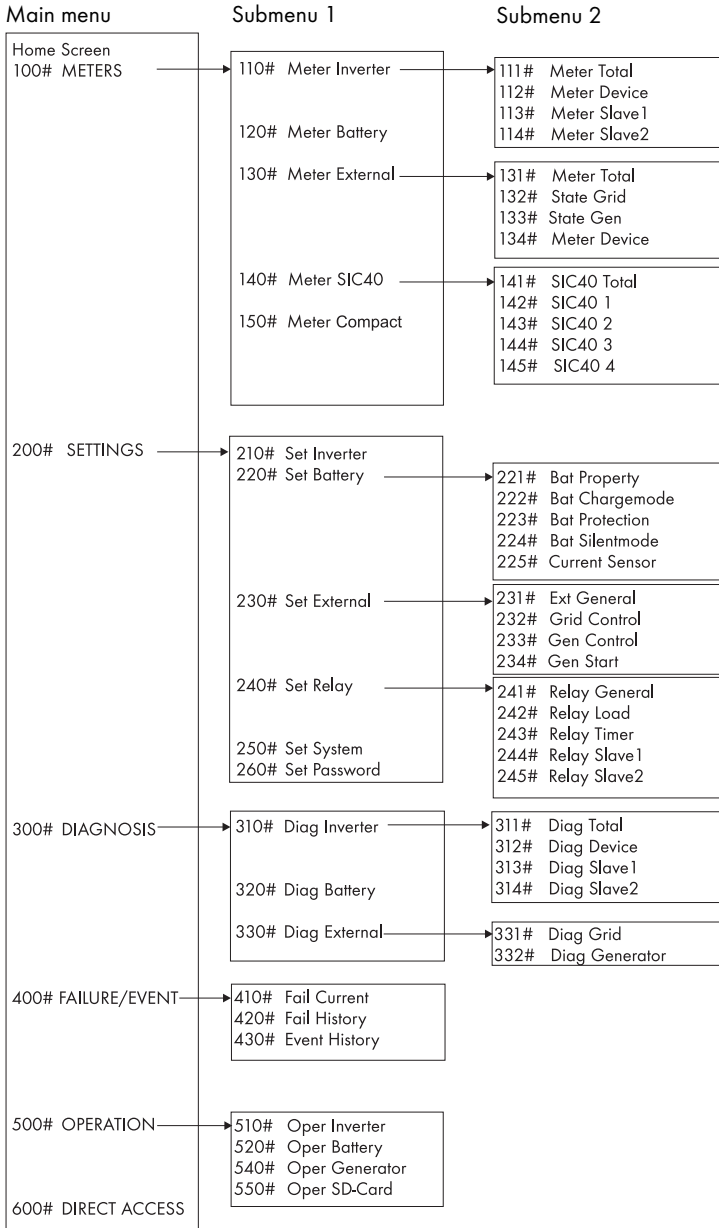 Main menu
Submenu 1
Submenu 2
Home Screen
100# METERS
110# Meter Inverter
111# Meter Total
112# Meter Device
113# Meter Slave1
114# Meter Slave2
120# Meter Battery
130# Meter External
131# Meter Total
132# State Grid
133# State Gen
134# Meter Device
140# Meter SIC40
141# SIC40 Total
142# SIC40 1
143# SIC40 2
144# SIC40 3
145# SIC40 4
150# Meter Compact
200# SETTINGS
210# Set Inverter
220# Set Battery
221# Bat Property
222# Bat Chargemode
223# Bat Protection
224# Bat Silentmode
225# Current Sensor
230# Set External
231# Ext General
232# Grid Control
233# Gen Control
234# Gen Start
240# Set Relay
241# Relay General
242# Relay Load
243# Relay Timer
244# Relay Slave1
245# Relay Slave2
250# Set System
260# Set Password
300# DIAGNOSIS
310# Diag Inverter
311# Diag Total
312# Diag Device
313# Diag Slave1
314# Diag Slave2
320# Diag Battery
330# Diag External
331# Diag Grid
332# Diag Generator
400# FAILURE/EVENT
410# Fail Current
420# Fail History
430# Event History
500# OPERATION
510# Oper Inverter
520# Oper Battery
540# Oper Generator
550# Oper SD-Card
600# DIRECT ACCESS